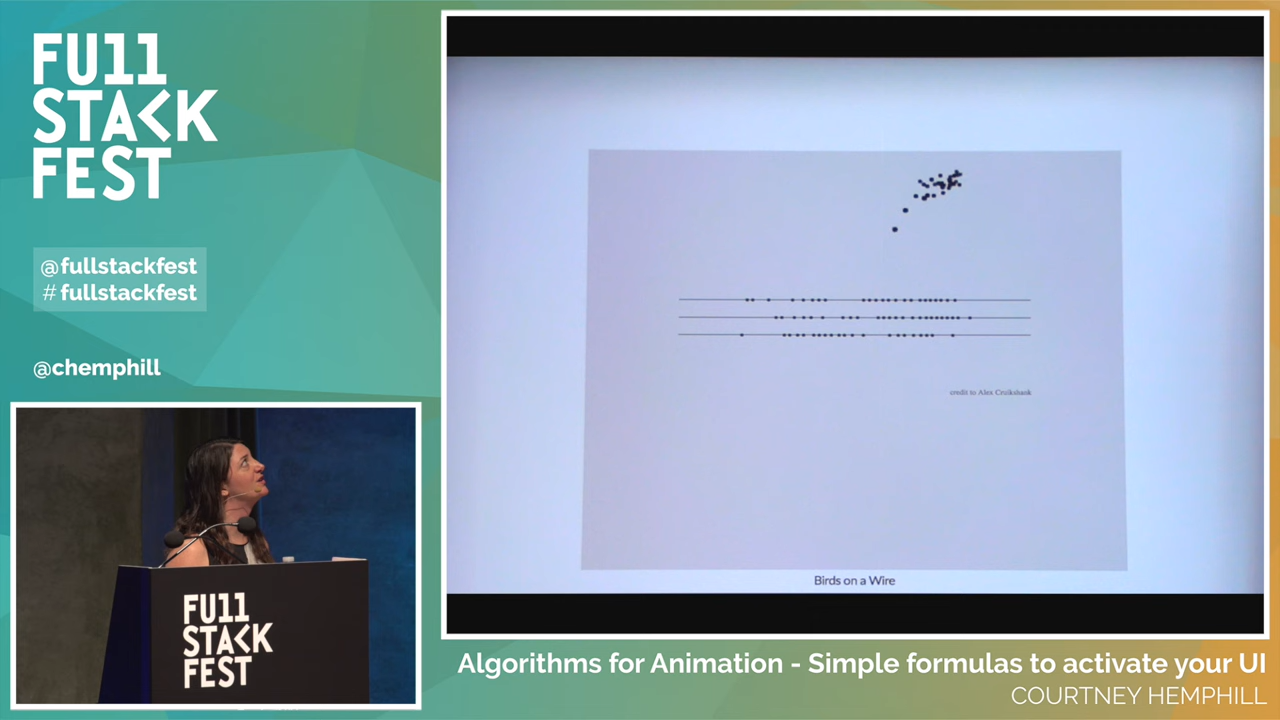 FU11
STACK
FEST
@fullstackfest
#fullstackfest
@chemphill
FU11
STACK
FEST
credit to Alex Cruikshank
Birds on a Wire
Algorithms for Animation - Simple formulas to activate your UI
COURTNEY HEMPHILL